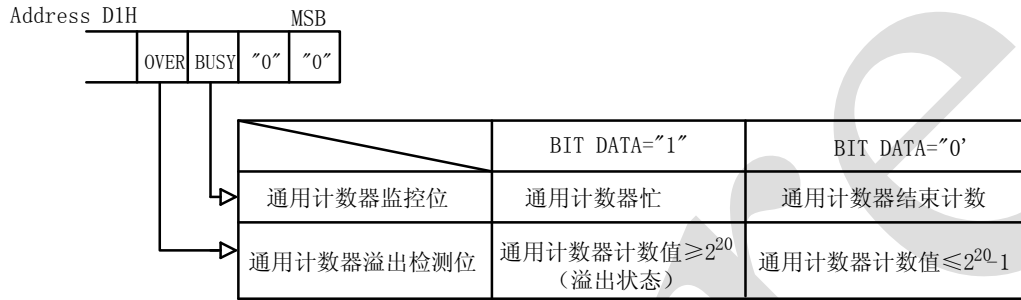 Address D1H MSB
OVER BUSY "0" "0"
BIT DATA="1" BIT DATA="0'
通用计数器监控位 通用计数器忙 通用计数器结束计数
通用计数器溢出检测位 通用计数器计数值≥2^20 (溢出状态) 通用计数器计数值≤2^20-1